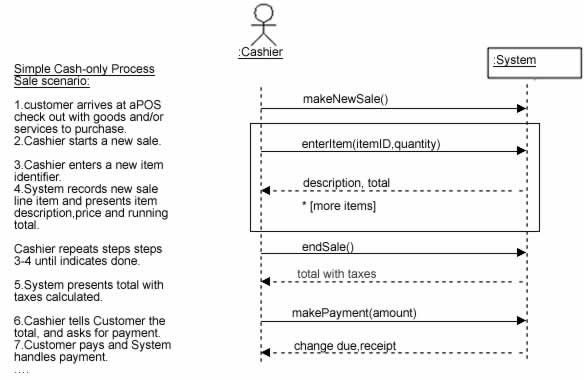 Simple Cash-only Process
Sale scenario:
1.customer arrives at aPOS
check out with goods and/or
services to purchase.
2.Cashier starts a new sale.
3.Cashier enters a new item
identifier.
4.System records new sale
line item and presents item
description,price and running
total.
Cashier repeats steps steps
3-4 until indicates done.
5.System presents total with
taxes calculated.
6.Cashier tells Customer the
total, and asks for payment.
7.Customer pays and System
handles payment.
....
:Cashier
:System
makeNewSale()
enterItem(itemID,quantity)
description, total
* [more items]
endSale()
total with taxes
makePayment(amount)
change due,receipt